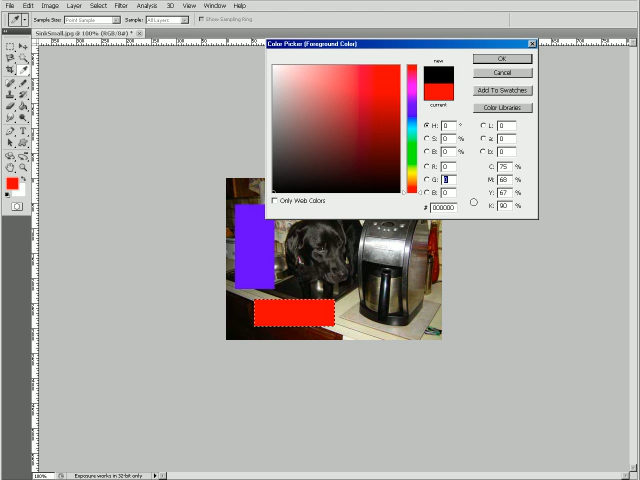 File Edit Image Layer Select Filter Analysis 3D View Window Help
Sample Size: Point Sample Sample: All Layers Show Sampling Ring
SinkSmall.jpg @ 100% (RGB/8#) *
Color Picker (Foreground Color)
new
current
OK
Cancel
Add To Swatches
Color Libraries
H: 0 ° L: 0
S: 0 % a: 0
B: 0 % b: 0
R: 0 C: 75 %
G: 0 M: 68 %
B: 0 Y: 67 %
# 000000 K: 90 %
Only Web Colors
100% Exposure works in 32-bit only